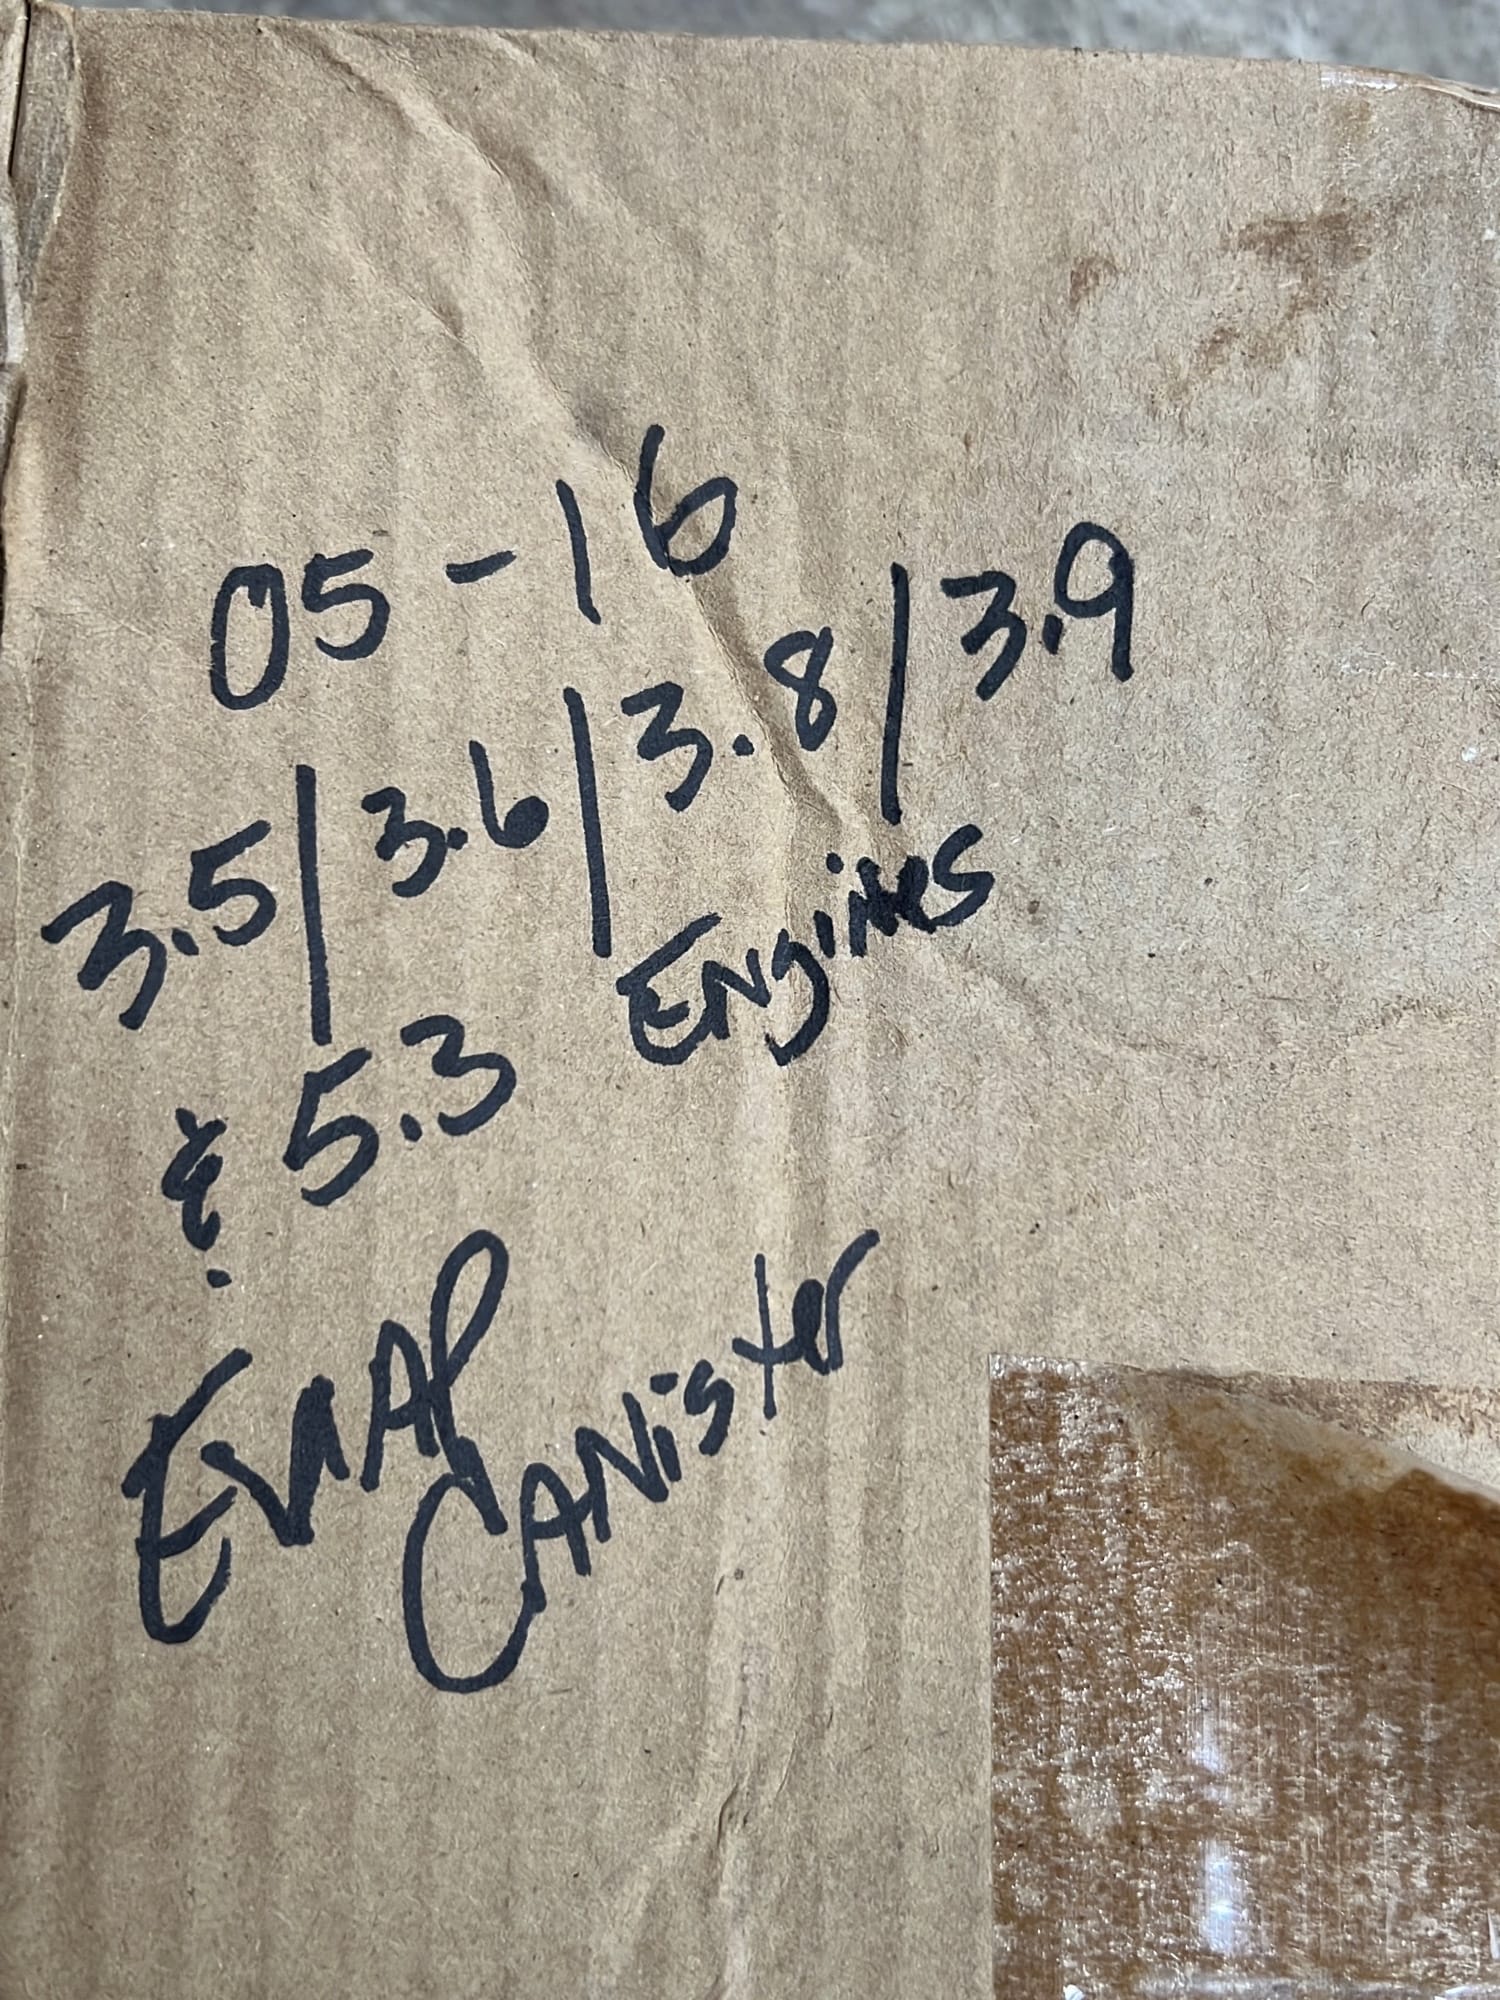 05-16
3.5/3.6/3.8/3.9
Engines
& 5.3
EVAP
CANister